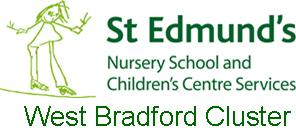 St Edmund's
Nursery School and
Children's Centre Services
West Bradford Cluster